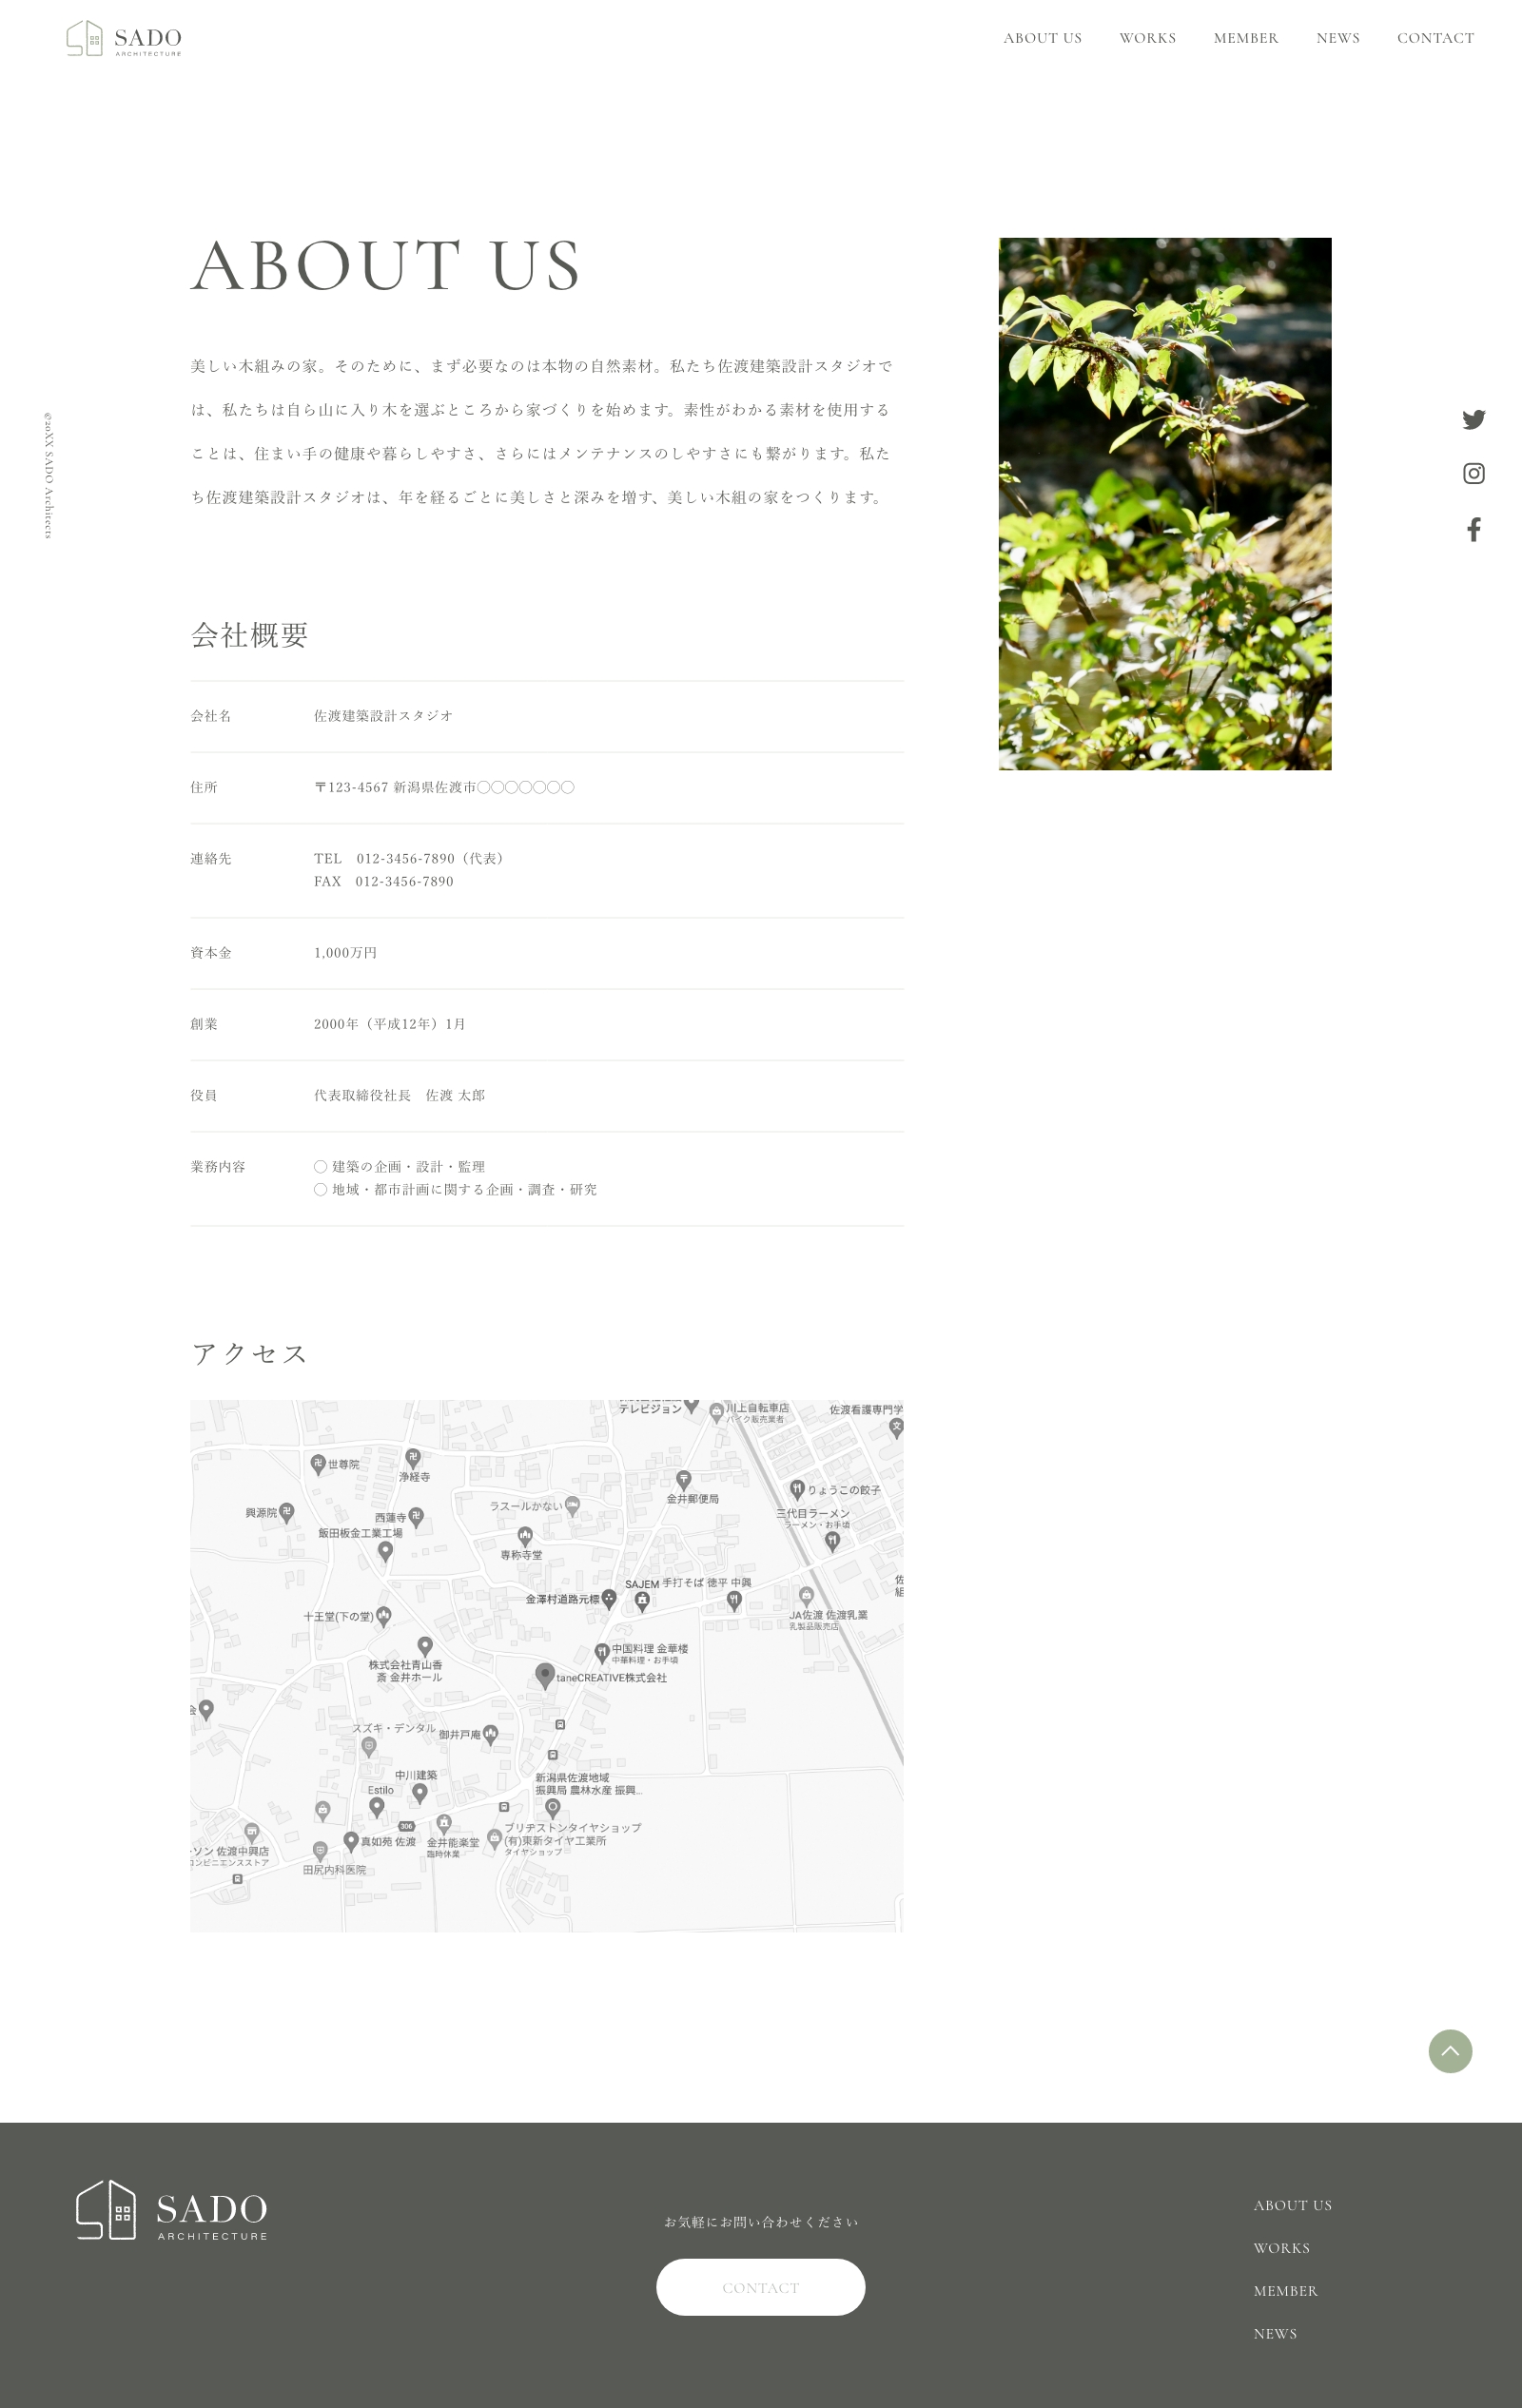 SADO
ARCHITECTURE
ABOUT US
WORKS
MEMBER
NEWS
CONTACT
ABOUT US
美しい木組みの家。そのために、まず必要なのは本物の自然素材。私たち佐渡建築設計スタジオで
は、私たちは自ら山に入り木を選ぶところから家づくりを始めます。素性がわかる素材を使用する
ことは、住まい手の健康や暮らしやすさ、さらにはメンテナンスのしやすさにも繋がります。私た
ち佐渡建築設計スタジオは、年を経るごとに美しさと深みを増す、美しい木組の家をつくります。
©20XX SADO Architects
会社概要
会社名 佐渡建築設計スタジオ
住所 〒123-4567 新潟県佐渡市◯◯◯◯◯◯◯
連絡先 TEL　012-3456-7890（代表）
FAX　012-3456-7890
資本金 1,000万円
創業 2000年（平成12年）1月
役員 代表取締役社長　佐渡 太郎
業務内容 ◯ 建築の企画・設計・監理
◯ 地域・都市計画に関する企画・調査・研究
アクセス
テレビジョン
川上自転車店
バイク販売業者
佐渡看護専門学
文
世尊院
浄経寺
金井郵便局
りょうこの餃子
ラスールかない
興源院
西蓮寺
三代目ラーメン
ラーメン・お手頃
飯田板金工業工場
専称寺堂
SAJEM
手打そば 徳平 中興
佐
組
金澤村道路元標
十王堂(下の堂)
JA佐渡 佐渡乳業
乳製品販売店
中国料理 金華楼
中華料理・お手頃
株式会社青山香
斎 金井ホール
taneCREATIVE株式会社
会
スズキ・デンタル
御井戸庵
中川建築
Estilo
新潟県佐渡地域
振興局 農林水産 振興...
306
真如苑 佐渡
金井能楽堂
臨時休業
ブリヂストンタイヤショップ
(有)東新タイヤ工業所
タイヤショップ
ーソン 佐渡中興店
コンビニエンスストア
田尻内科医院
SADO
ARCHITECTURE
お気軽にお問い合わせください
CONTACT
ABOUT US
WORKS
MEMBER
NEWS